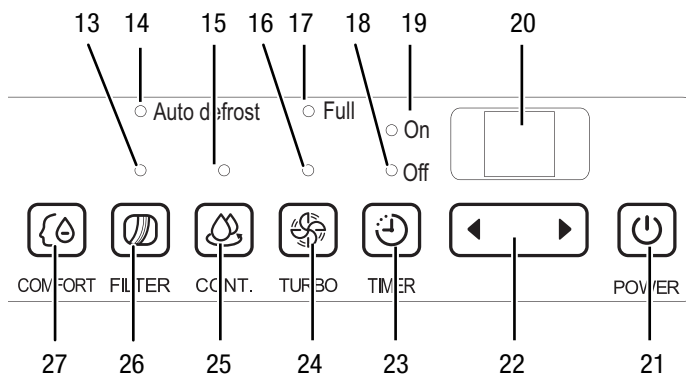 13 14 15 16 17 18 19 20
Auto defrost Full
On
Off
COMFORT FILTER CONT. TURBO TIMER POWER
27 26 25 24 23 22 21